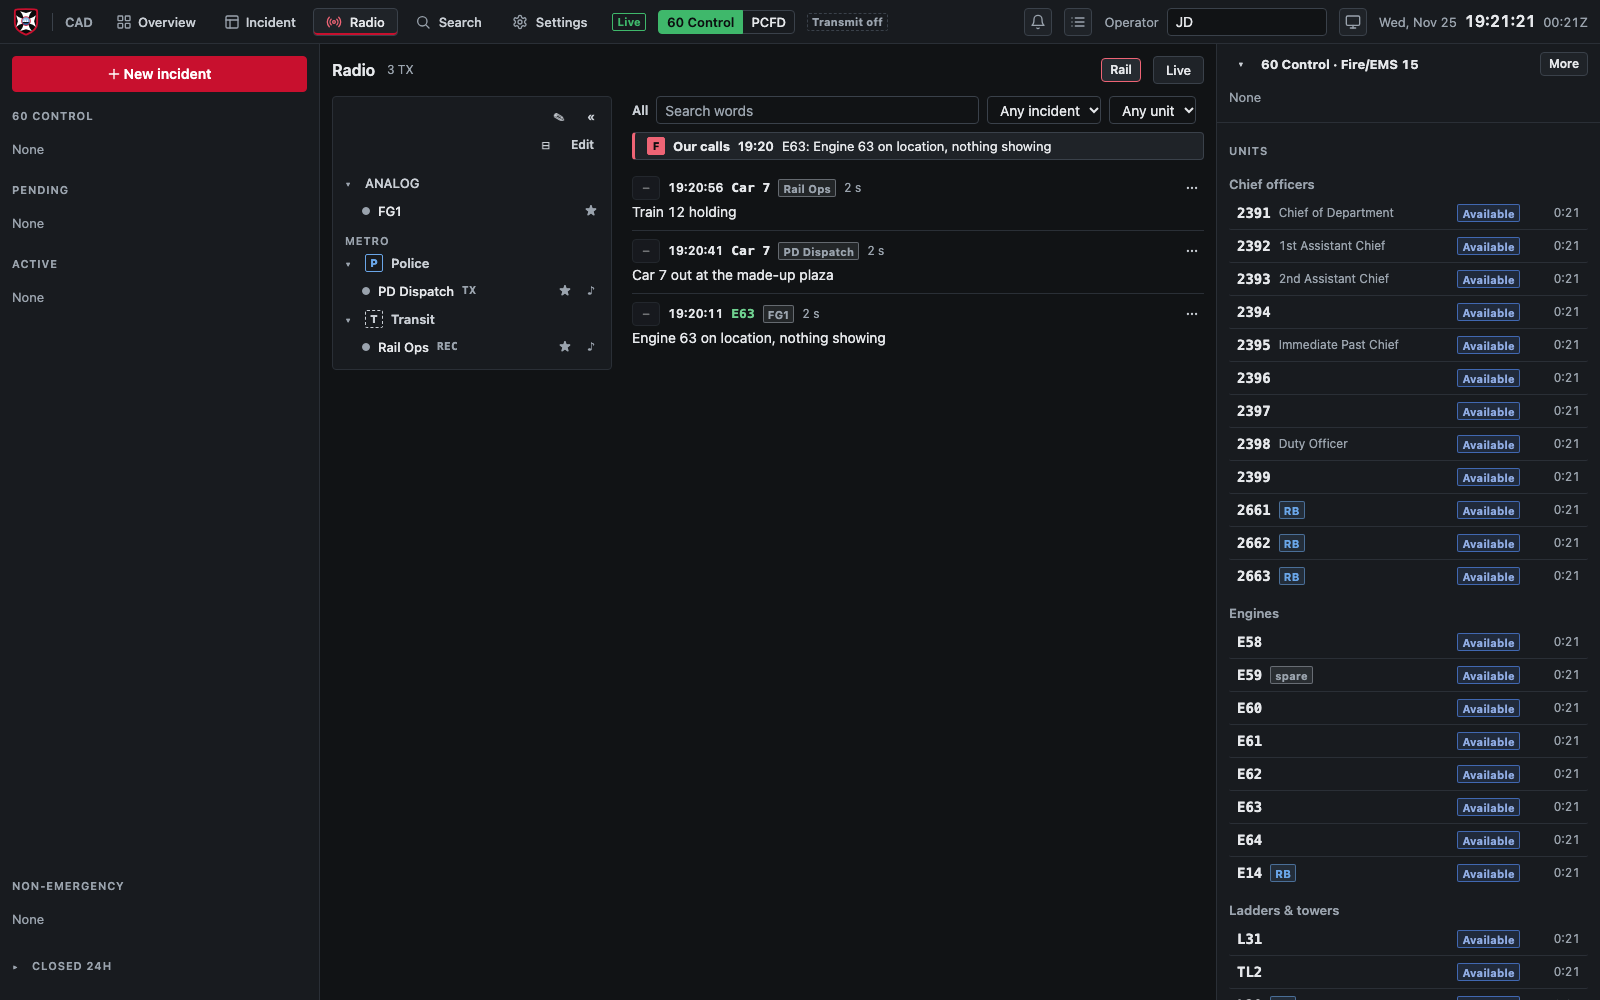 CAD Overview Incident Radio Search Settings Live 60 Control PCFD Transmit off Operator JD Wed, Nov 25 19:21:21 00:21Z
+ New incident
60 CONTROL
None
PENDING
None
ACTIVE
None
NON-EMERGENCY
None
CLOSED 24H
Radio 3 TX Rail Live
Edit
ANALOG
FG1
METRO
P Police
PD Dispatch TX
T Transit
Rail Ops REC
All Search words Any incident Any unit
F Our calls 19:20 E63: Engine 63 on location, nothing showing
– 19:20:56 Car 7 Rail Ops 2 s ...
Train 12 holding
– 19:20:41 Car 7 PD Dispatch 2 s ...
Car 7 out at the made-up plaza
– 19:20:11 E63 FG1 2 s ...
Engine 63 on location, nothing showing
60 Control · Fire/EMS 15 More
None
UNITS
Chief officers
2391 Chief of Department Available 0:21
2392 1st Assistant Chief Available 0:21
2393 2nd Assistant Chief Available 0:21
2394 Available 0:21
2395 Immediate Past Chief Available 0:21
2396 Available 0:21
2397 Available 0:21
2398 Duty Officer Available 0:21
2399 Available 0:21
2661 RB Available 0:21
2662 RB Available 0:21
2663 RB Available 0:21
Engines
E58 Available 0:21
E59 spare Available 0:21
E60 Available 0:21
E61 Available 0:21
E62 Available 0:21
E63 Available 0:21
E64 Available 0:21
E14 RB Available 0:21
Ladders & towers
L31 Available 0:21
TL2 Available 0:21